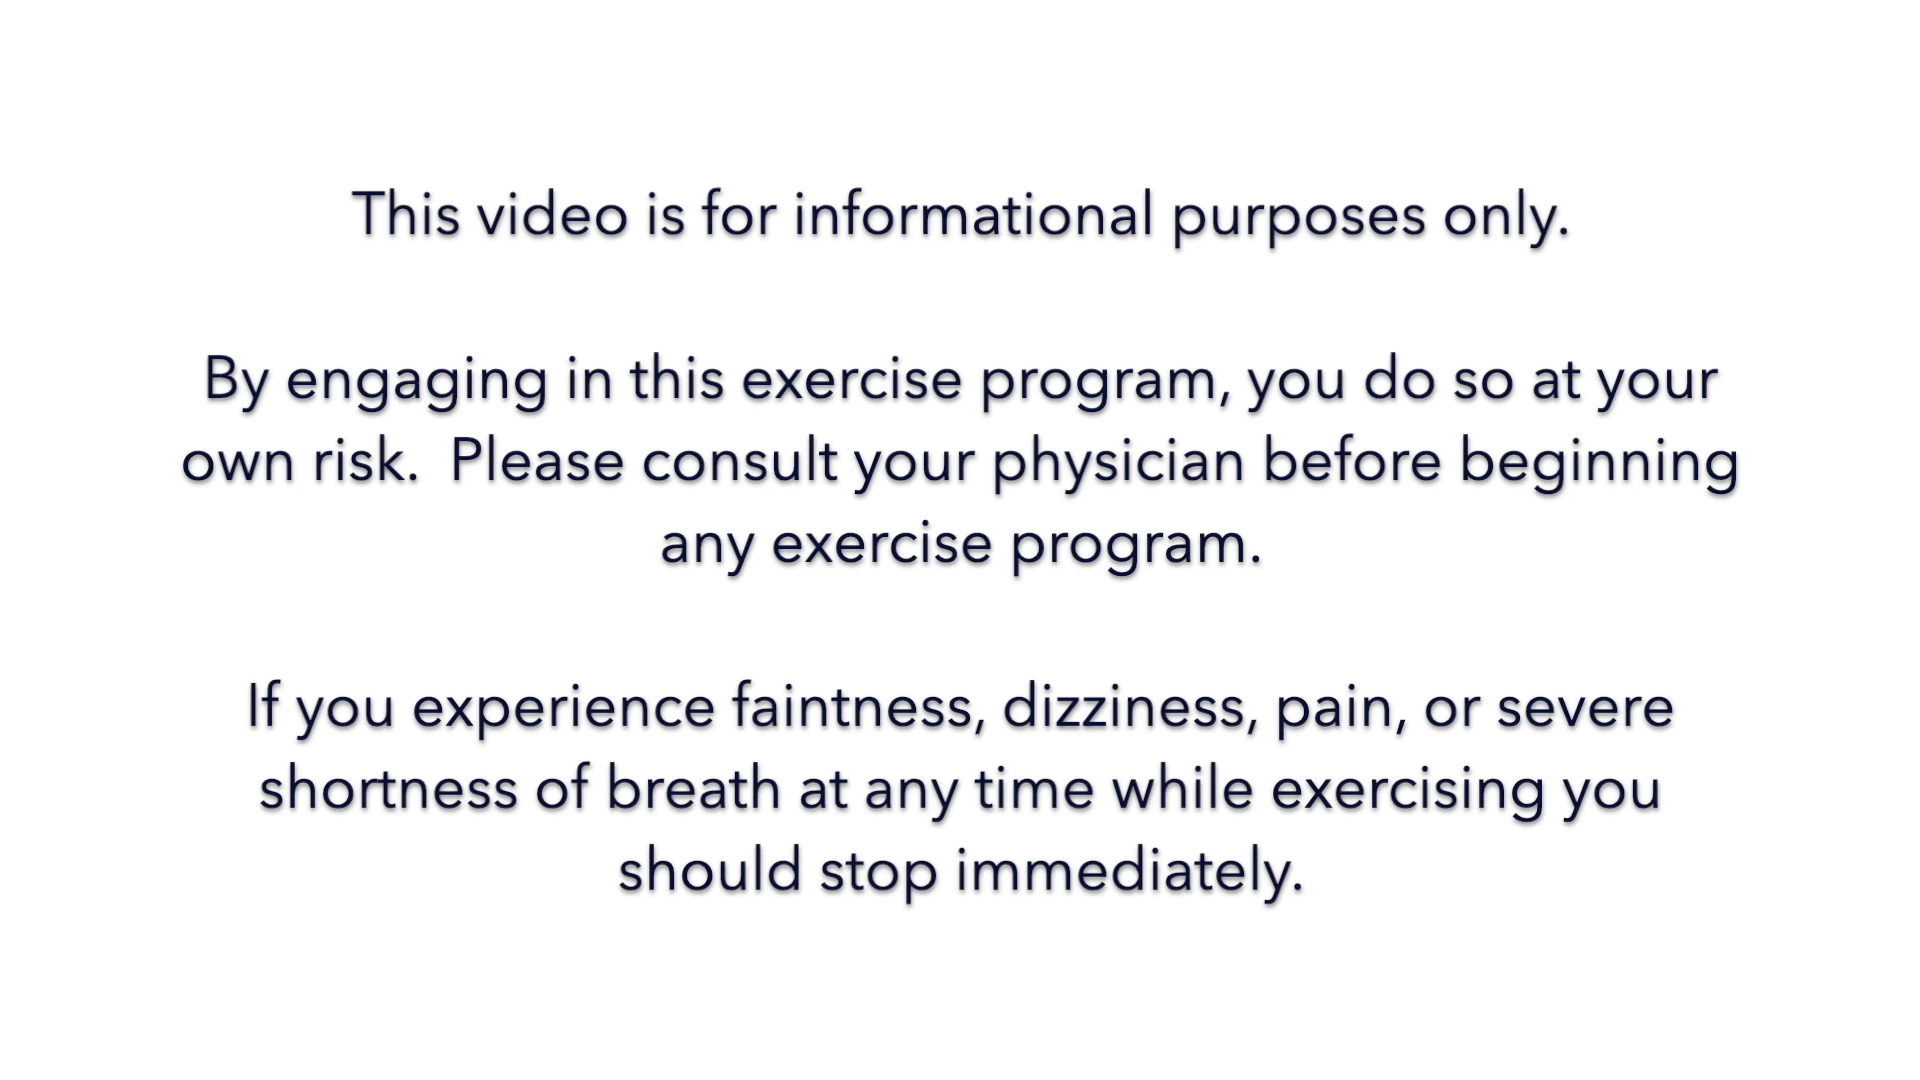 This video is for informational purposes only.
By engaging in this exercise program, you do so at your
own risk.  Please consult your physician before beginning
any exercise program.
If you experience faintness, dizziness, pain, or severe
shortness of breath at any time while exercising you
should stop immediately.